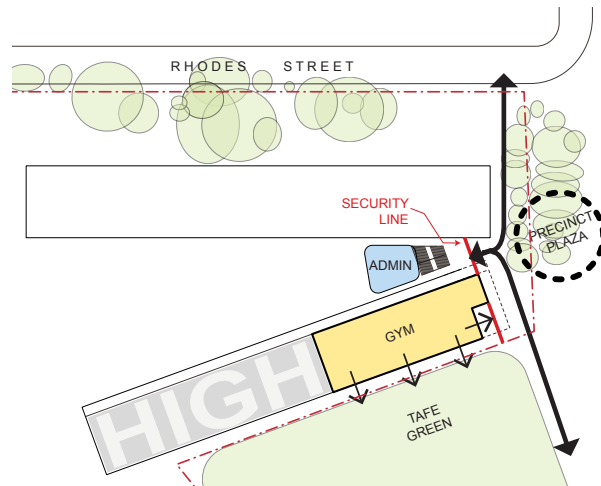 RHODES STREET
SECURITY
LINE
PRECINCT
PLAZA
ADMIN
GYM
HIGH
TAFE
GREEN